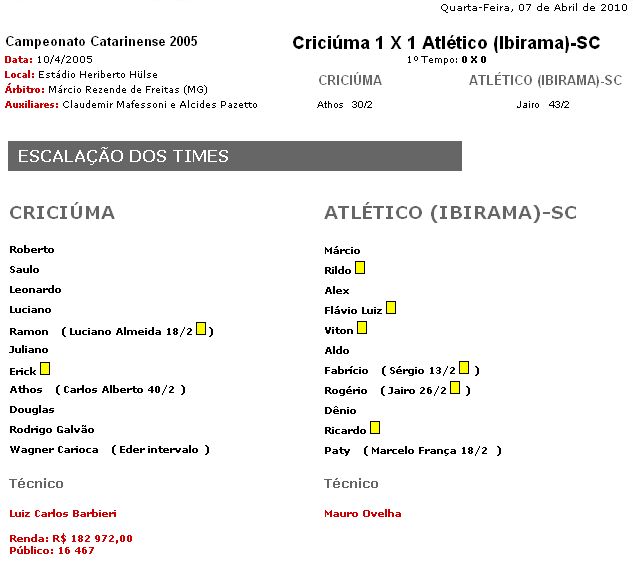 Quarta-Feira, 07 de Abril de 2010
Campeonato Catarinense 2005
Data: 10/4/2005
Local: Estádio Heriberto Hülse
Árbitro: Márcio Rezende de Freitas (MG)
Auxiliares: Claudemir Mafessoni e Alcides Pazetto
Criciúma 1 X 1 Atlético (Ibirama)-SC
1º Tempo: 0 X 0
CRICIÚMA ATLÉTICO (IBIRAMA)-SC
Athos 30/2 Jairo 43/2
ESCALAÇÃO DOS TIMES
CRICIÚMA
Roberto
Saulo
Leonardo
Luciano
Ramon ( Luciano Almeida 18/2 )
Juliano
Erick
Athos ( Carlos Alberto 40/2 )
Douglas
Rodrigo Galvão
Wagner Carioca ( Eder intervalo )
Técnico
Luiz Carlos Barbieri
Renda: R$ 182 972,00
Público: 16 467
ATLÉTICO (IBIRAMA)-SC
Márcio
Rildo
Alex
Flávio Luiz
Viton
Aldo
Fabrício ( Sérgio 13/2 )
Rogério ( Jairo 26/2 )
Dênio
Ricardo
Paty ( Marcelo França 18/2 )
Técnico
Mauro Ovelha